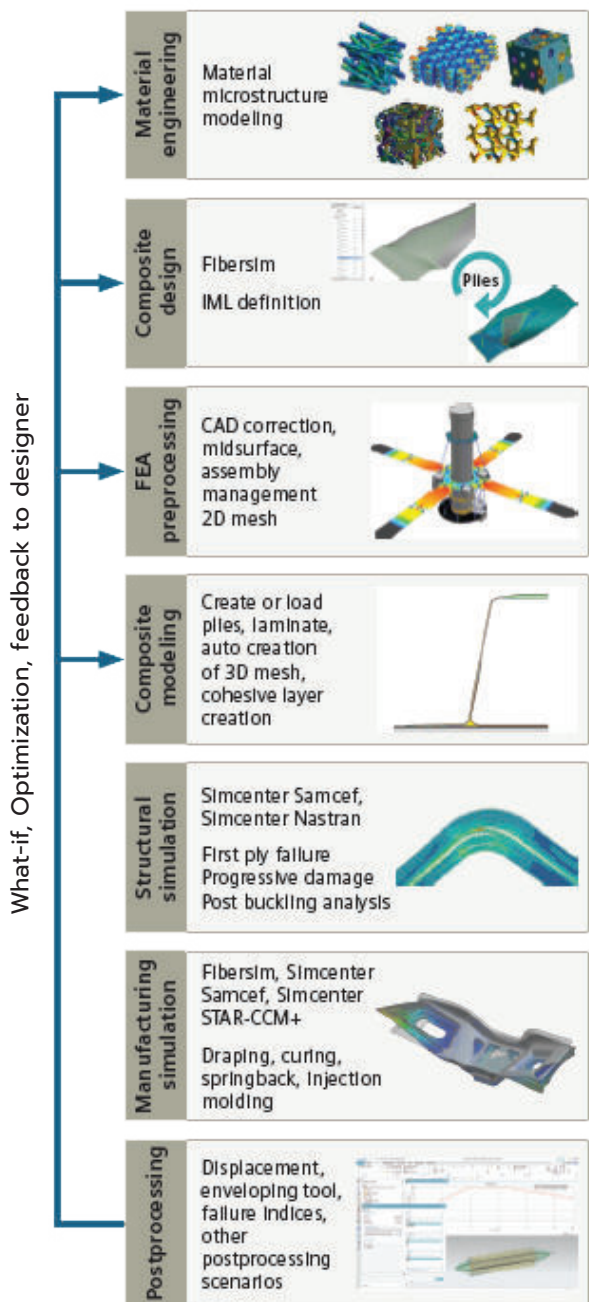 What-if, Optimization, feedback to designer
Material
engineering
Material
microstructure
modeling
Composite
design
Fibersim
IML definition
Plies
FEA
preprocessing
CAD correction,
midsurface,
assembly
management
2D mesh
Composite
modeling
Create or load
plies, laminate,
auto creation
of 3D mesh,
cohesive layer
creation
Structural
simulation
Simcenter Samcef,
Simcenter Nastran
First ply failure
Progressive damage
Post buckling analysis
Manufacturing
simulation
Fibersim, Simcenter
Samcef, Simcenter
STAR-CCM+
Draping, curing,
springback, injection
molding
Postprocessing
Displacement,
enveloping tool,
failure indices,
other
postprocessing
scenarios